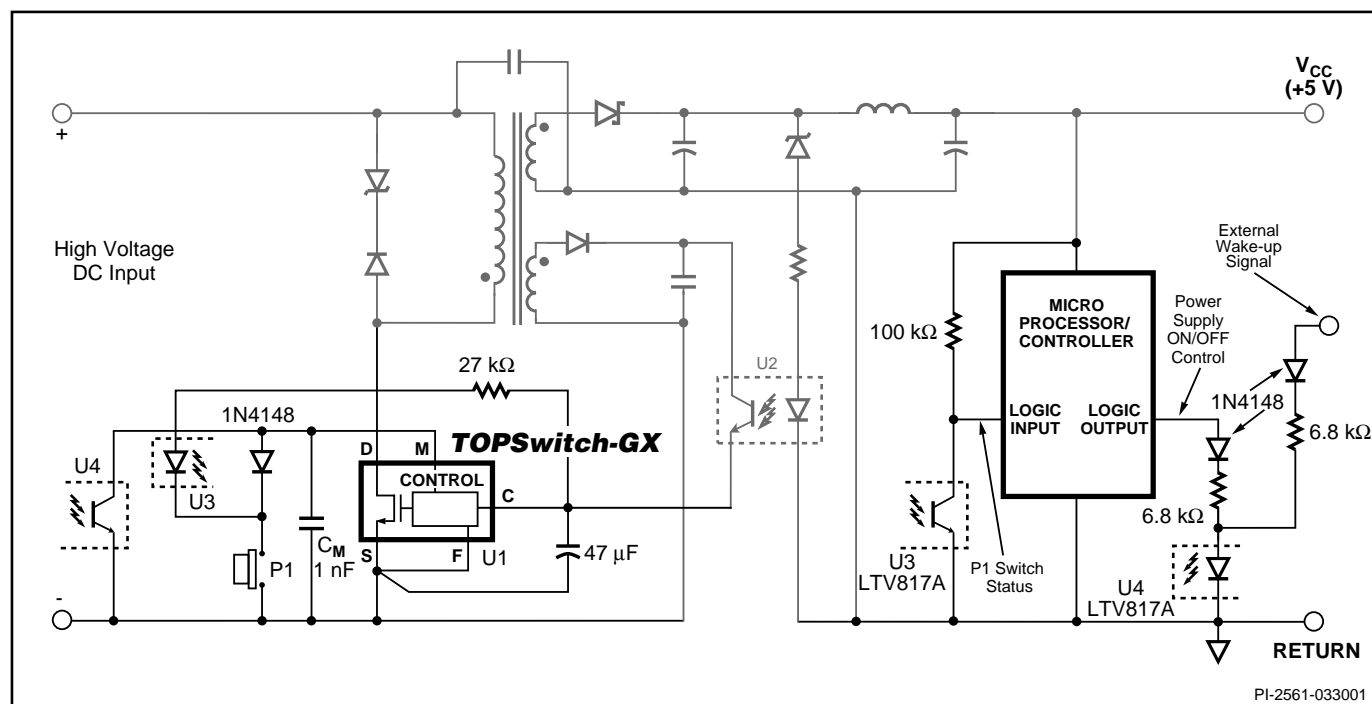 V_CC
(+5 V)
+
High Voltage
DC Input
External
Wake-up
Signal
MICRO
PROCESSOR/
CONTROLLER
Power
Supply
ON/OFF
Control
100 kΩ
27 kΩ
U2
1N4148
1N4148
LOGIC
INPUT
LOGIC
OUTPUT
6.8 kΩ
TOPSwitch-GX
U4
U3
D
M
CONTROL
C
S
F
U1
47 µF
C_M
1 nF
P1
6.8 kΩ
U3
LTV817A
P1 Switch
Status
U4
LTV817A
-
RETURN
PI-2561-033001